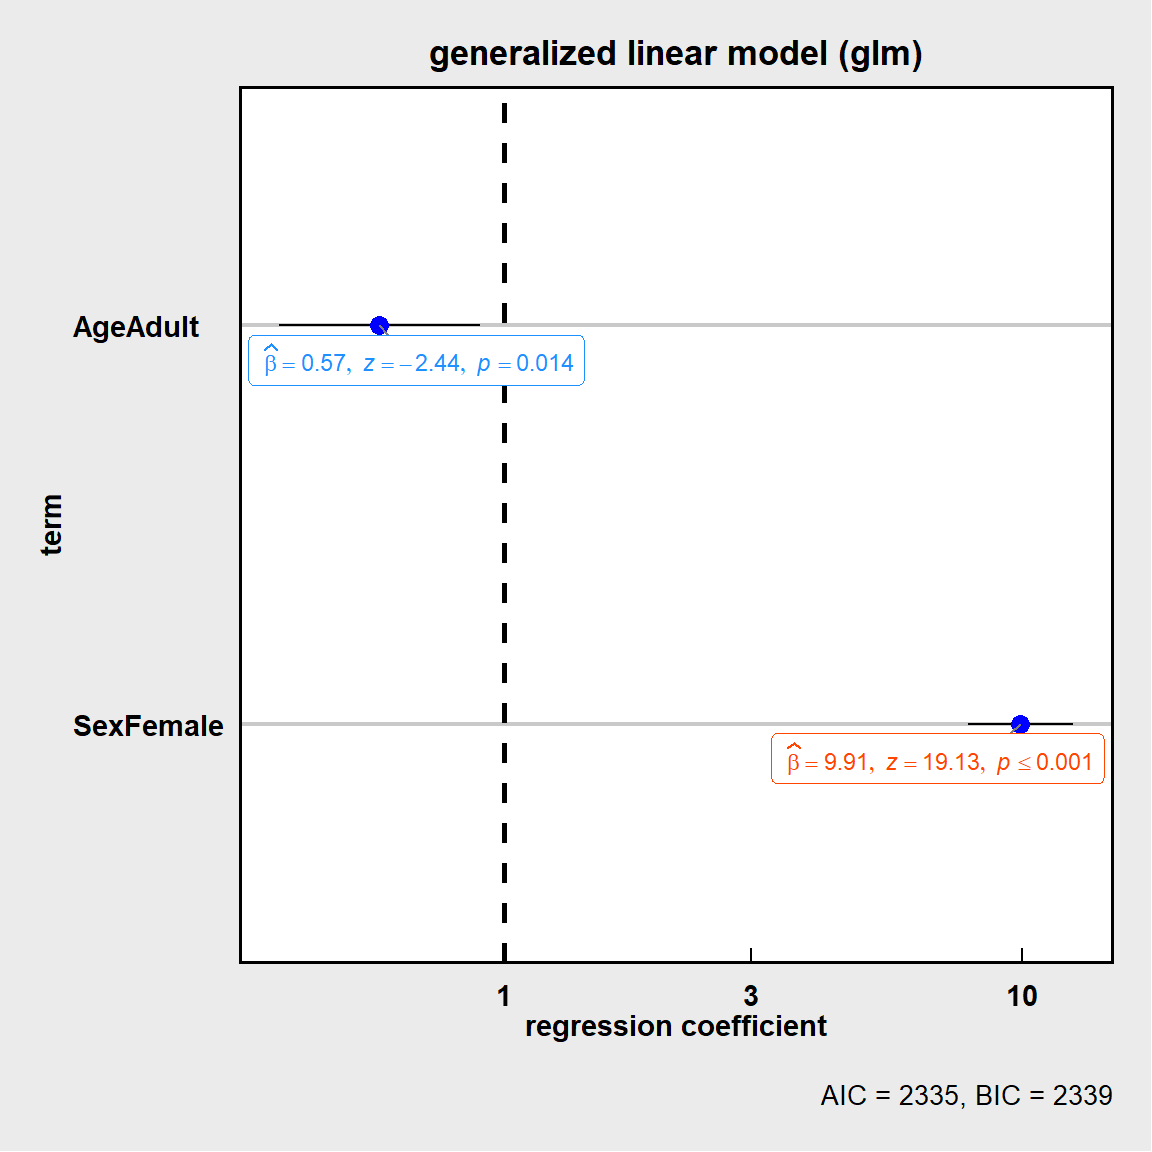 generalized linear model (glm)
AgeAdult
β̂ = 0.57, z = −2.44, p = 0.014
term
SexFemale
β̂ = 9.91, z = 19.13, p ≤ 0.001
1 3 10
regression coefficient
AIC = 2335, BIC = 2339